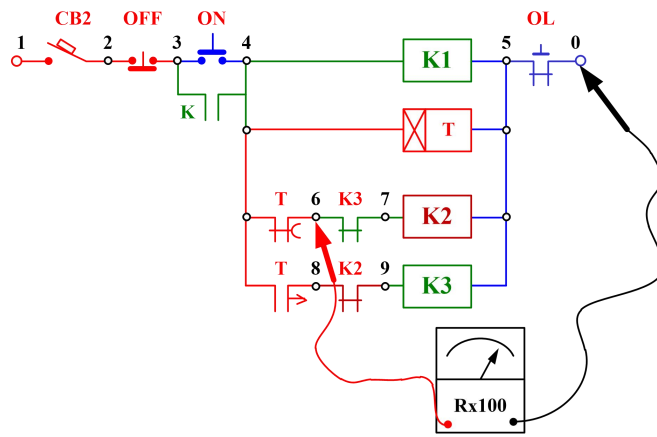 CB2 OFF ON OL
1 2 3 4 5 0
K1
K
T
T 6 K3 7 K2
T 8 K2 9 K3
Rx100